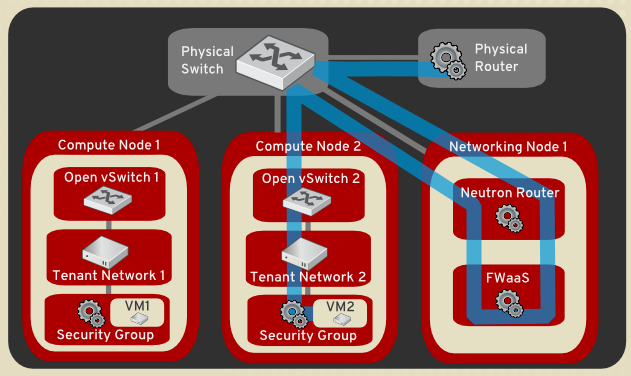 Physical
Switch
Physical
Router
Compute Node 1
Open vSwitch 1
Tenant Network 1
VM1
Security Group
Compute Node 2
Open vSwitch 2
Tenant Network 2
VM2
Security Group
Networking Node 1
Neutron Router
FWaaS